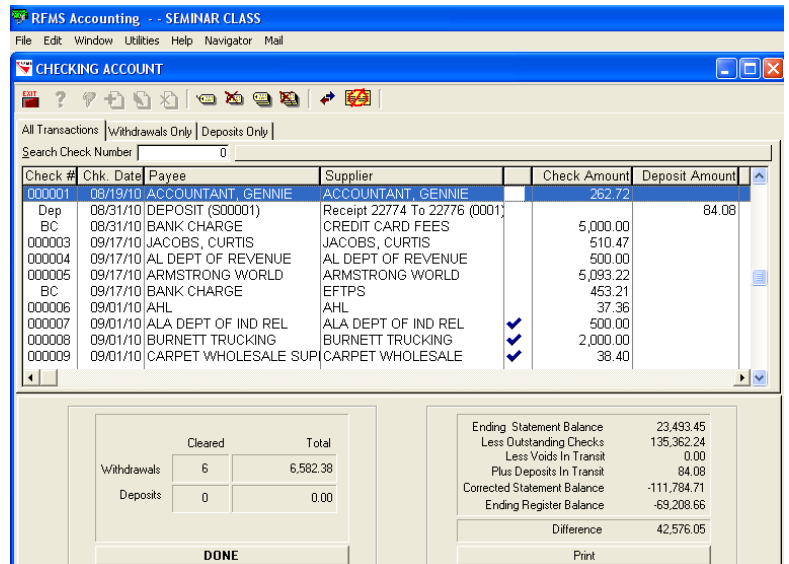 RFMS Accounting - - SEMINAR CLASS
File Edit Window Utilities Help Navigator Mail
CHECKING ACCOUNT
EXIT
All Transactions Withdrawals Only Deposits Only
Search Check Number 0
Check # Chk. Date Payee Supplier Check Amount Deposit Amount
000001 08/19/10 ACCOUNTANT, GENNIE ACCOUNTANT, GENNIE 262.72
Dep 08/31/10 DEPOSIT (S00001) Receipt 22774 To 22776 (0001) 84.08
BC 08/31/10 BANK CHARGE CREDIT CARD FEES 5,000.00
000003 09/17/10 JACOBS, CURTIS JACOBS, CURTIS 510.47
000004 09/17/10 AL DEPT OF REVENUE AL DEPT OF REVENUE 500.00
000005 09/17/10 ARMSTRONG WORLD ARMSTRONG WORLD 5,093.22
BC 09/17/10 BANK CHARGE EFTPS 453.21
000006 09/01/10 AHL AHL 37.36
000007 09/01/10 ALA DEPT OF IND REL ALA DEPT OF IND REL 500.00
000008 09/01/10 BURNETT TRUCKING BURNETT TRUCKING 2,000.00
000009 09/01/10 CARPET WHOLESALE SUPI CARPET WHOLESALE 38.40
Cleared Total
Withdrawals 6 6,582.38
Deposits 0 0.00
DONE
Ending Statement Balance 23,493.45
Less Outstanding Checks 135,362.24
Less Voids In Transit 0.00
Plus Deposits In Transit 84.08
Corrected Statement Balance -111,784.71
Ending Register Balance -69,208.66
Difference 42,576.05
Print